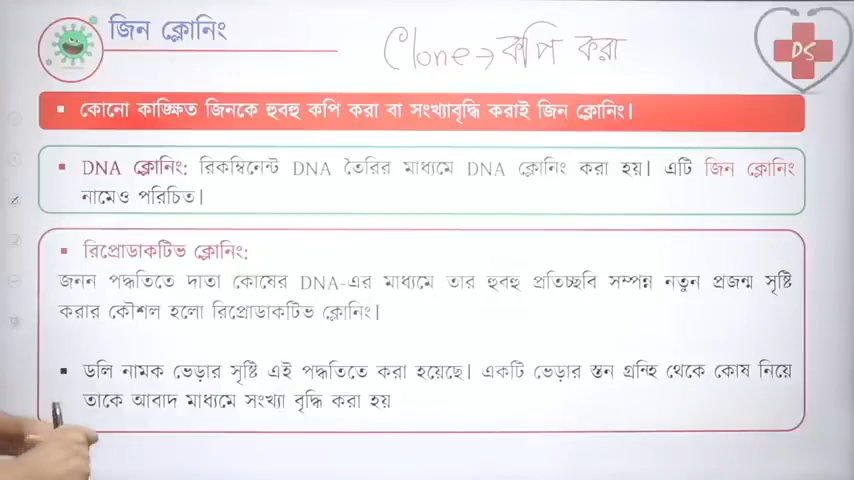 জিন ক্লোনিং
Clone → কপি করা
DS
▪ কোনো কাঙ্ক্ষিত জিনকে হুবহু কপি করা বা সংখ্যাবৃদ্ধি করাই জিন ক্লোনিং।
▪ DNA ক্লোনিং: রিকম্বিনেন্ট DNA তৈরির মাধ্যমে DNA ক্লোনিং করা হয়। এটি জিন ক্লোনিং
নামেও পরিচিত।
▪ রিপ্রোডাকটিভ ক্লোনিং:
জনন পদ্ধতিতে দাতা কোষের DNA-এর মাধ্যমে তার হুবহু প্রতিচ্ছবি সম্পন্ন নতুন প্রজন্ম সৃষ্টি
করার কৌশল হলো রিপ্রোডাকটিভ ক্লোনিং।
▪ ডলি নামক ভেড়ার সৃষ্টি এই পদ্ধতিতে করা হয়েছে। একটি ভেড়ার স্তন গ্রন্থি থেকে কোষ নিয়ে
তাকে আবাদ মাধ্যমে সংখ্যা বৃদ্ধি করা হয়